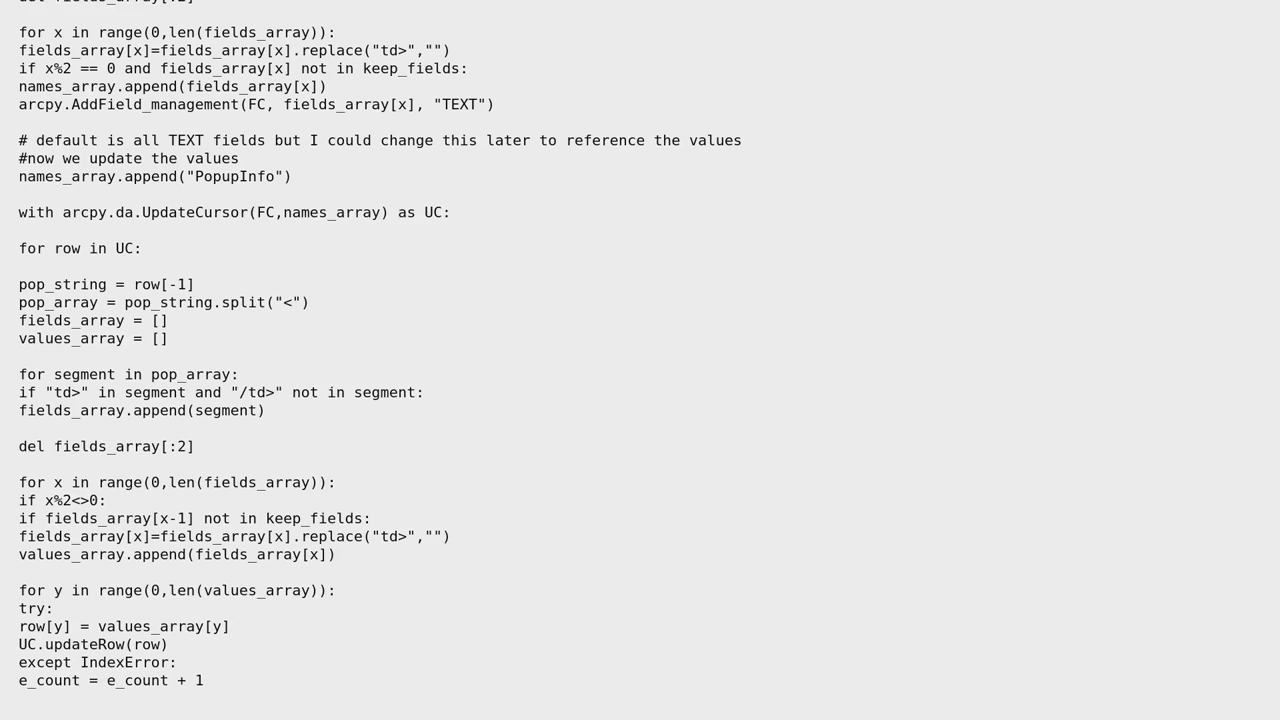 del fields_array[:2]
for x in range(0,len(fields_array)):
fields_array[x]=fields_array[x].replace("td>","")
if x%2 == 0 and fields_array[x] not in keep_fields:
names_array.append(fields_array[x])
arcpy.AddField_management(FC, fields_array[x], "TEXT")
# default is all TEXT fields but I could change this later to reference the values
#now we update the values
names_array.append("PopupInfo")
with arcpy.da.UpdateCursor(FC,names_array) as UC:
for row in UC:
pop_string = row[-1]
pop_array = pop_string.split("<")
fields_array = []
values_array = []
for segment in pop_array:
if "td>" in segment and "/td>" not in segment:
fields_array.append(segment)
del fields_array[:2]
for x in range(0,len(fields_array)):
if x%2<>0:
if fields_array[x-1] not in keep_fields:
fields_array[x]=fields_array[x].replace("td>","")
values_array.append(fields_array[x])
for y in range(0,len(values_array)):
try:
row[y] = values_array[y]
UC.updateRow(row)
except IndexError:
e_count = e_count + 1